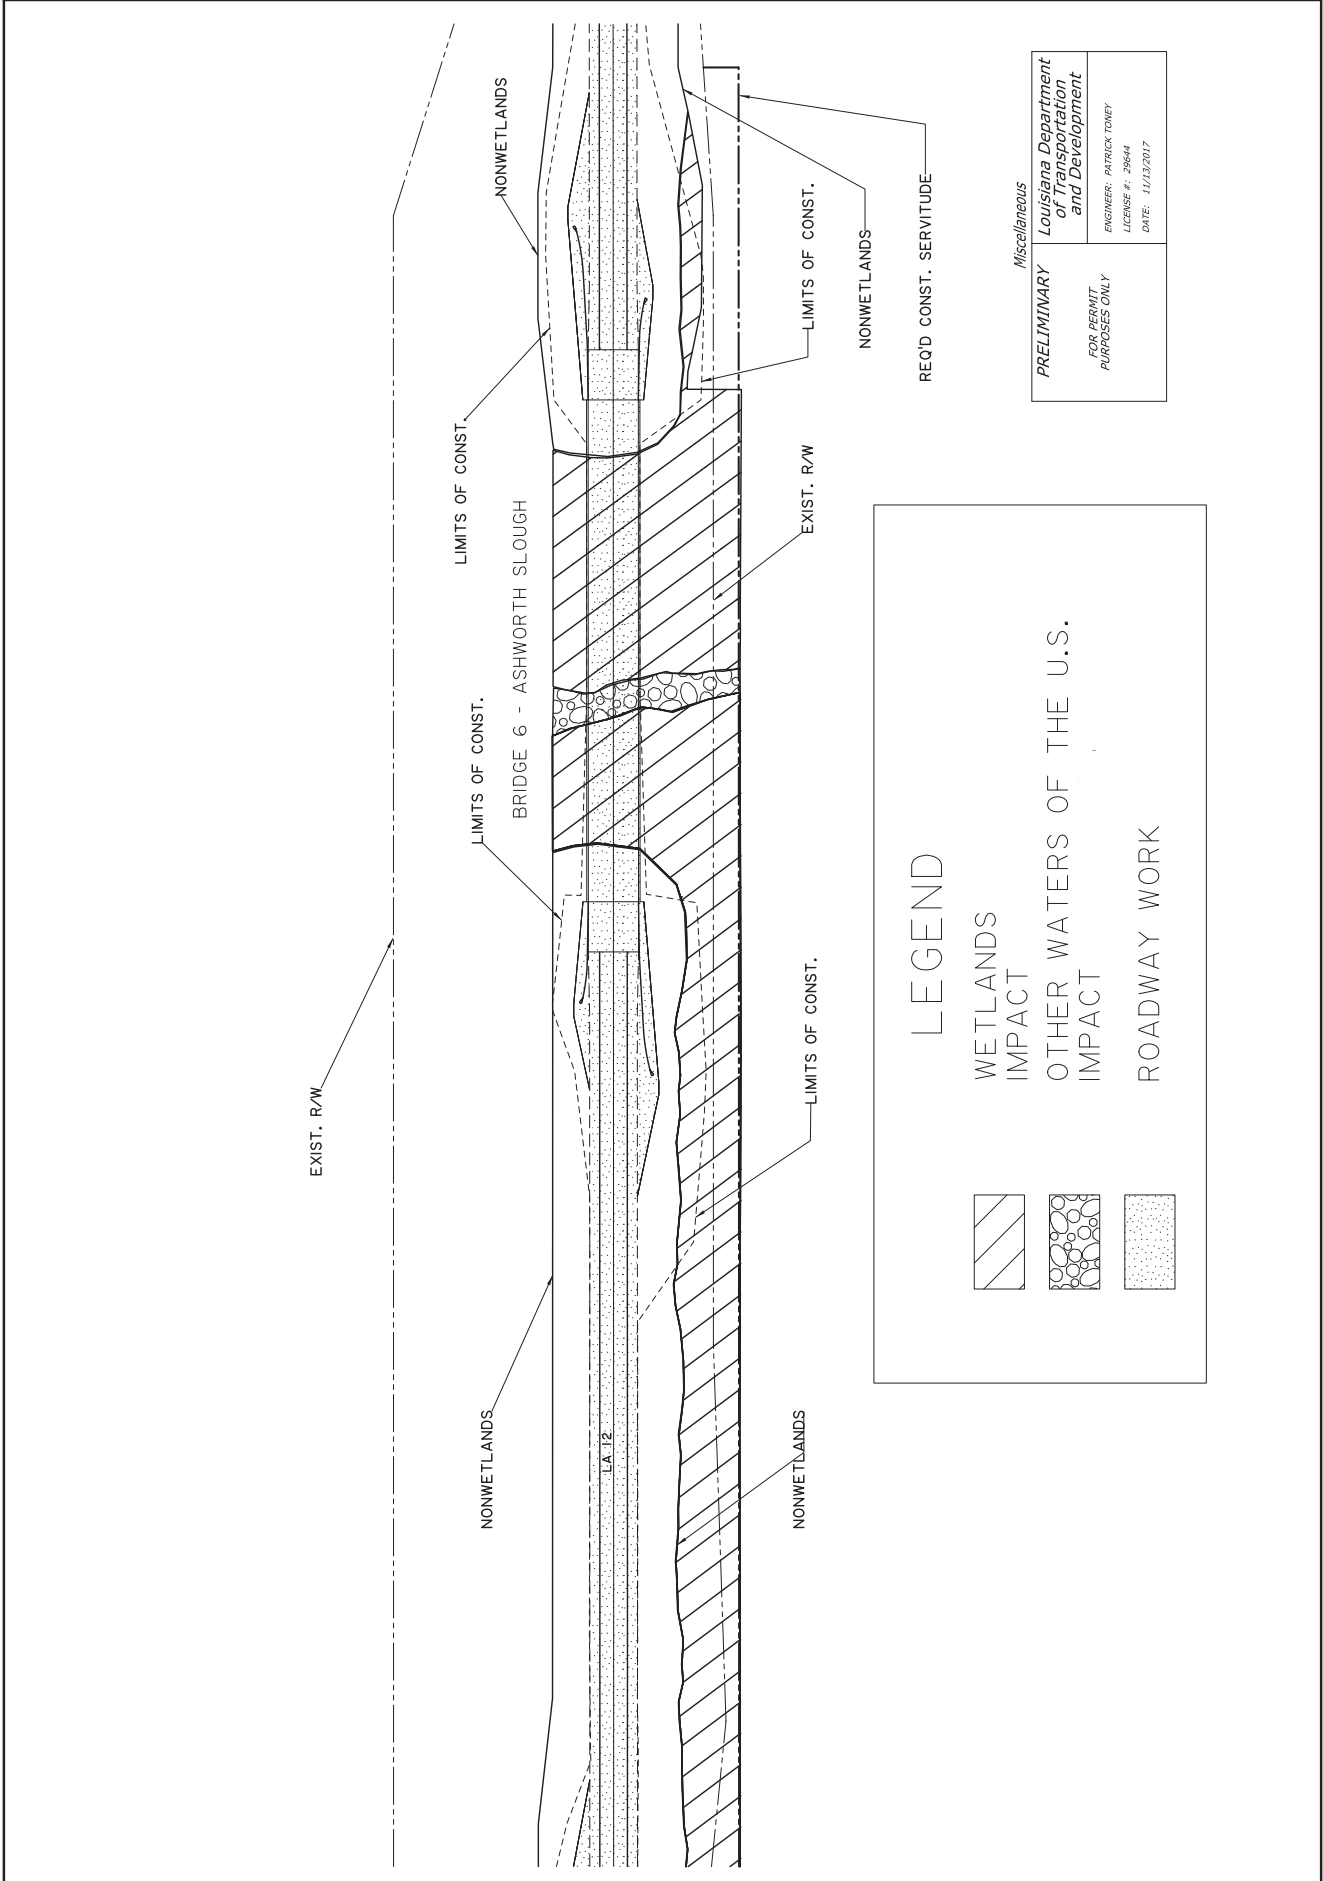 EXIST. R/W
NONWETLANDS
LIMITS OF CONST.
LIMITS OF CONST.
NONWETLANDS
BRIDGE 6 - ASHWORTH SLOUGH
LA 12
NONWETLANDS
LIMITS OF CONST.
EXIST. R/W
LIMITS OF CONST.
NONWETLANDS
REQ'D CONST. SERVITUDE
LEGEND
WETLANDS
IMPACT
OTHER WATERS OF THE U.S.
IMPACT
ROADWAY WORK
Miscellaneous
PRELIMINARY
FOR PERMIT
PURPOSES ONLY
Louisiana Department
of Transportation
and Development
ENGINEER: PATRICK TONEY
LICENSE #: 29644
DATE: 11/13/2017